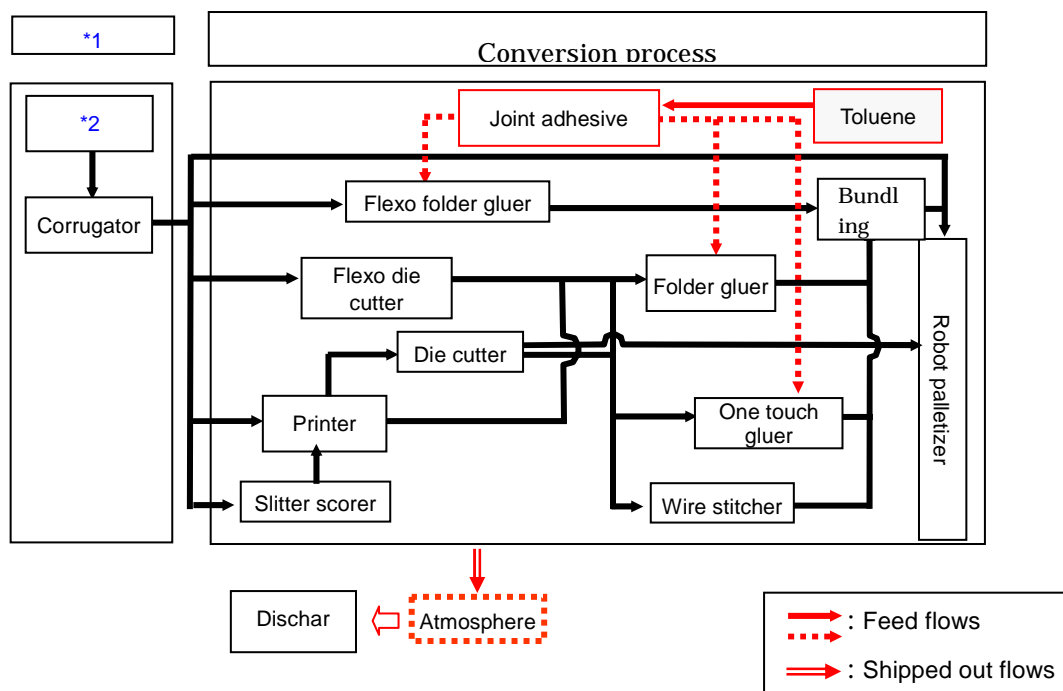 *1
Conversion process
*2
Joint adhesive
Toluene
Flexo folder gluer
Bundl
ing
Corrugator
Flexo die
cutter
Folder gluer
Die cutter
Robot palletizer
Printer
One touch
gluer
Slitter scorer
Wire stitcher
Dischar
Atmosphere
: Feed flows
: Shipped out flows